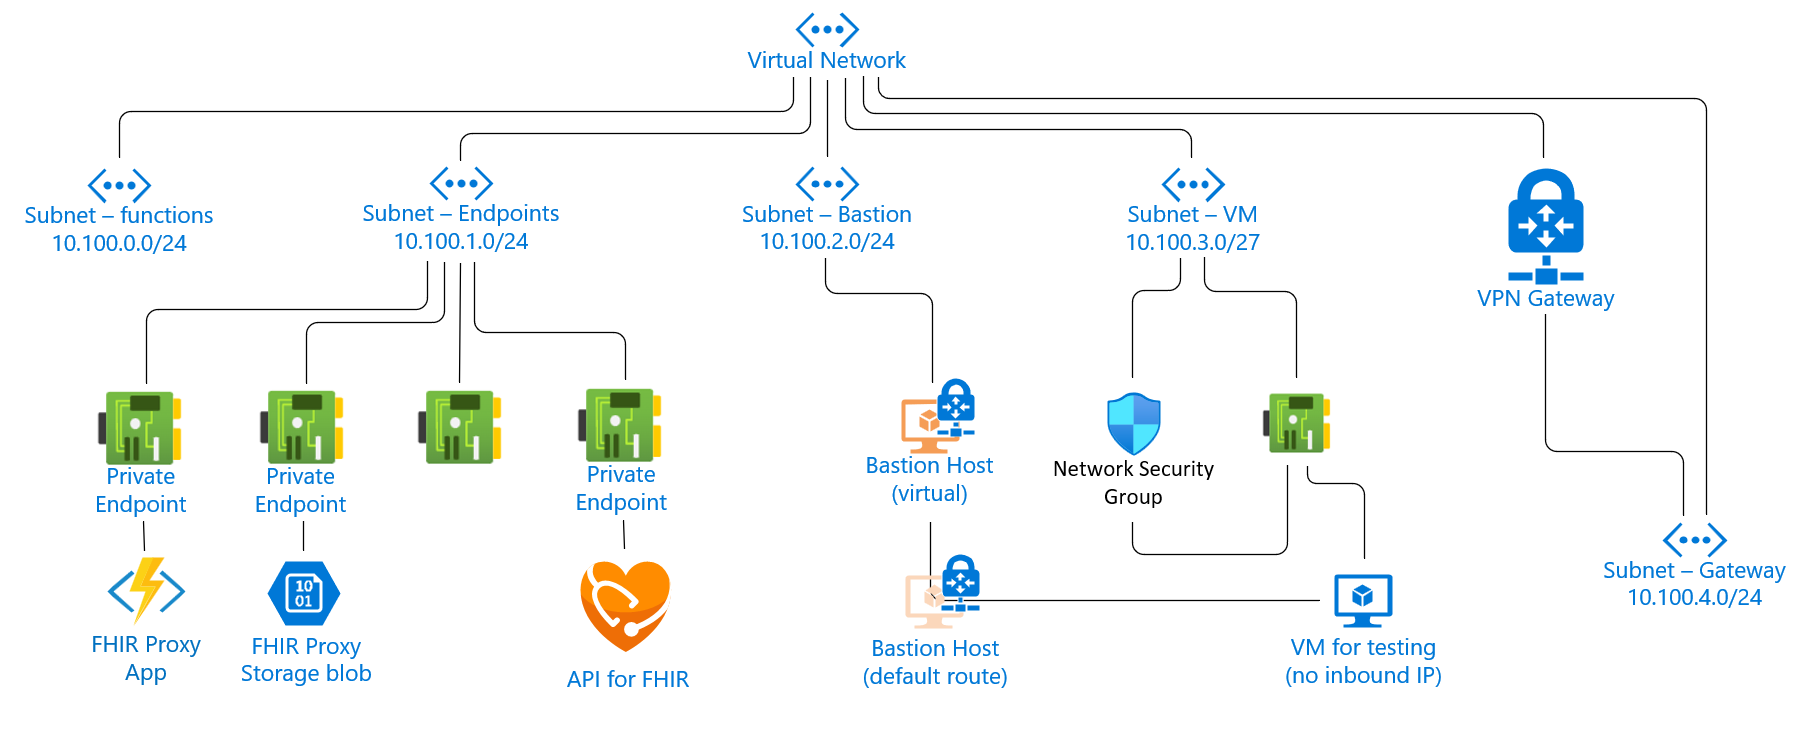 Virtual Network
Subnet – functions
10.100.0.0/24
Subnet – Endpoints
10.100.1.0/24
Subnet – Bastion
10.100.2.0/24
Subnet – VM
10.100.3.0/27
VPN Gateway
Private
Endpoint
Private
Endpoint
Private
Endpoint
Bastion Host
(virtual)
Network Security
Group
Subnet – Gateway
10.100.4.0/24
FHIR Proxy
App
10
01
FHIR Proxy
Storage blob
API for FHIR
Bastion Host
(default route)
VM for testing
(no inbound IP)